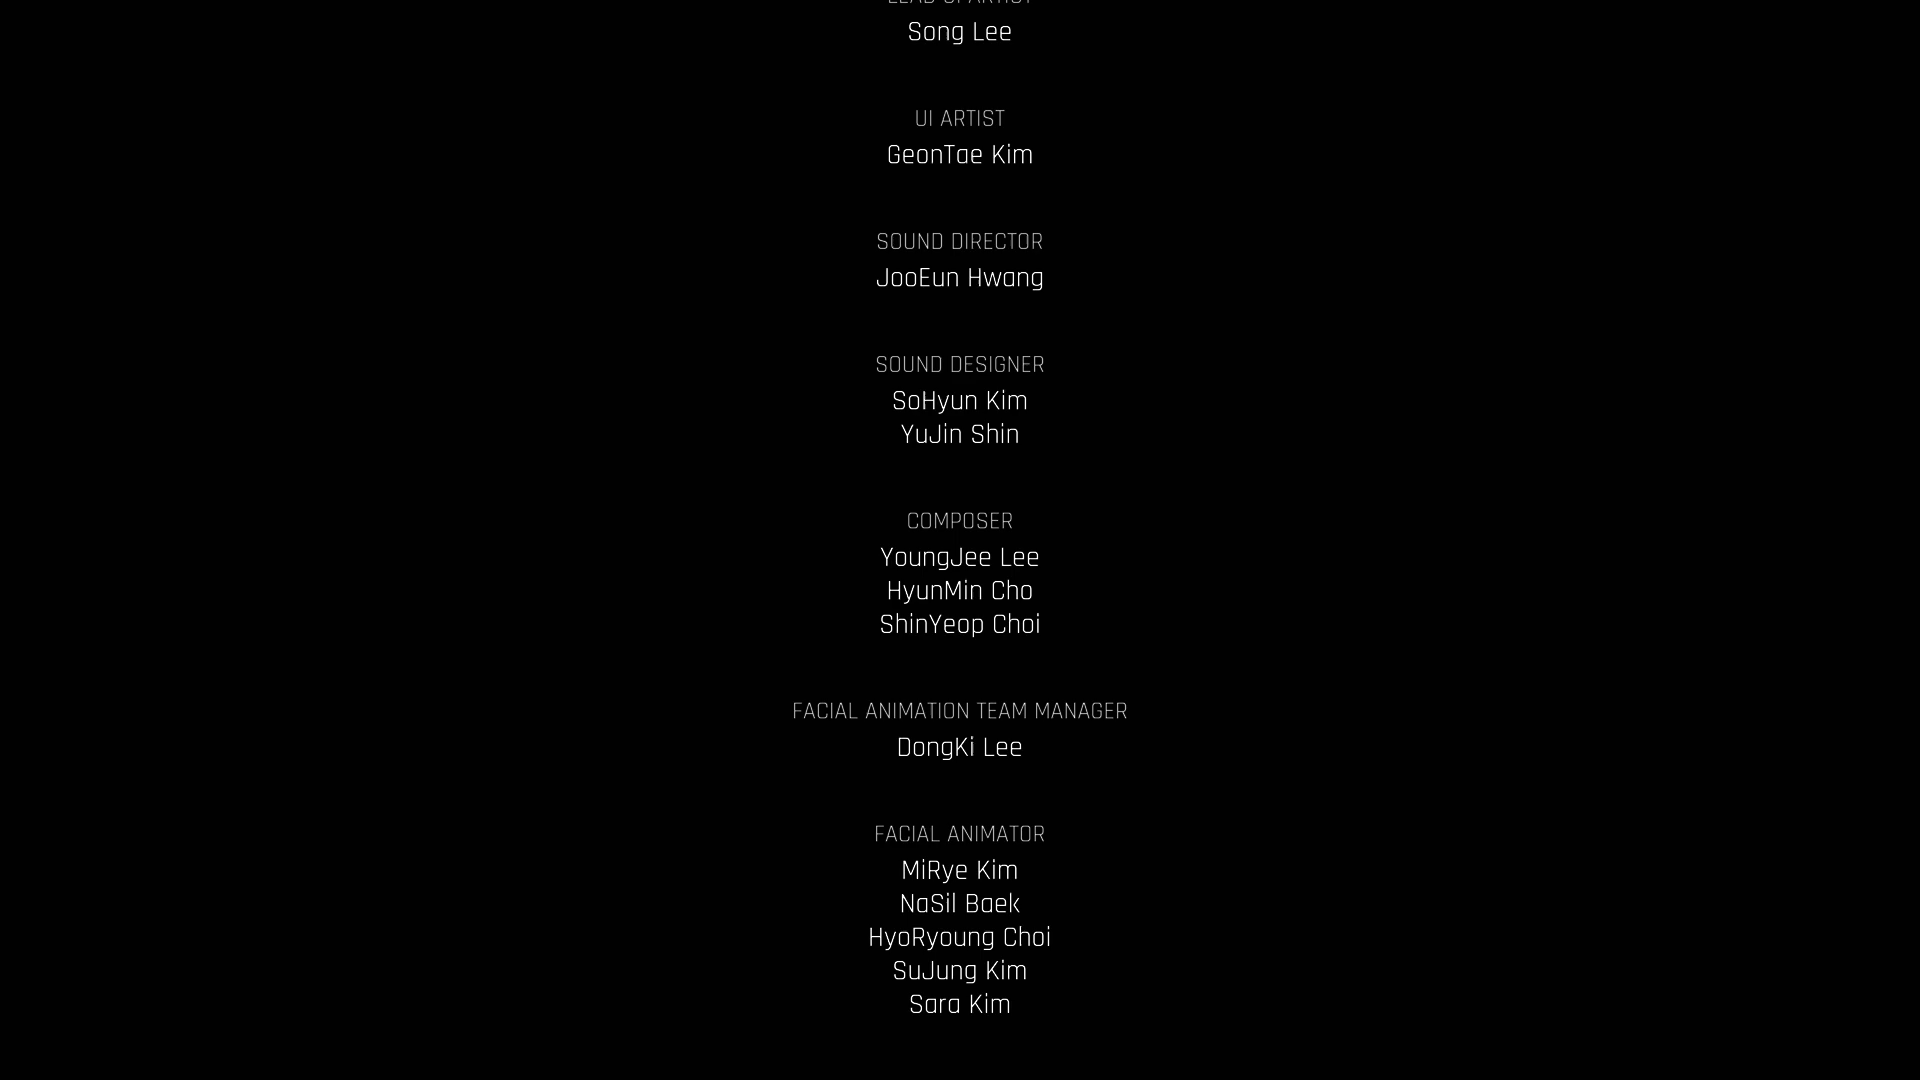 Song Lee
UI ARTIST
GeonTae Kim
SOUND DIRECTOR
JooEun Hwang
SOUND DESIGNER
SoHyun Kim
YuJin Shin
COMPOSER
YoungJee Lee
HyunMin Cho
ShinYeop Choi
FACIAL ANIMATION TEAM MANAGER
DongKi Lee
FACIAL ANIMATOR
MiRye Kim
NaSil Baek
HyoRyoung Choi
SuJung Kim
Sara Kim